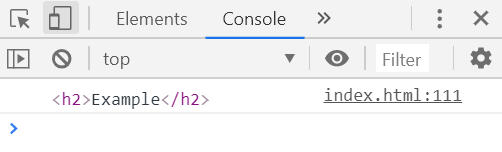 Elements Console
top Filter
<h2>Example</h2> index.html:111